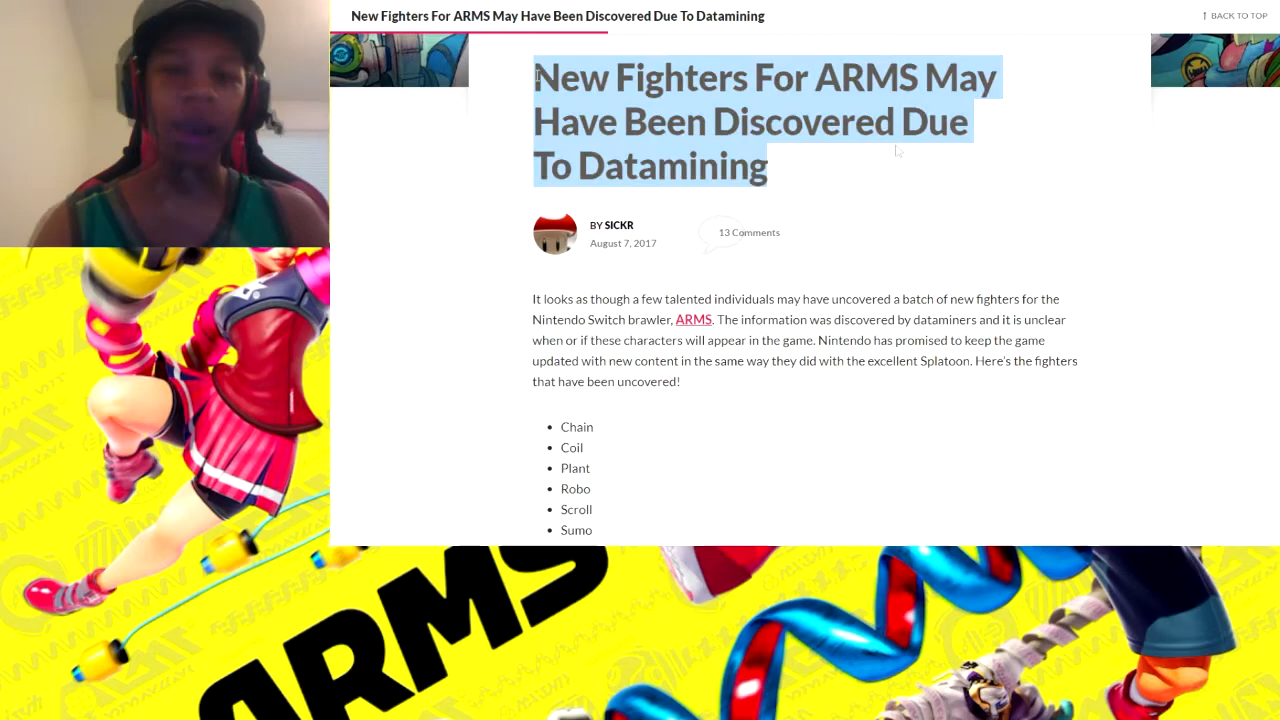 New Fighters For ARMS May Have Been Discovered Due To Datamining
↑ BACK TO TOP
New Fighters For ARMS May
Have Been Discovered Due
To Datamining
BY SICKR
August 7, 2017
13 Comments
It looks as though a few talented individuals may have uncovered a batch of new fighters for the
Nintendo Switch brawler, ARMS. The information was discovered by dataminers and it is unclear
when or if these characters will appear in the game. Nintendo has promised to keep the game
updated with new content in the same way they did with the excellent Splatoon. Here's the fighters
that have been uncovered!
• Chain
• Coil
• Plant
• Robo
• Scroll
• Sumo
ARMS